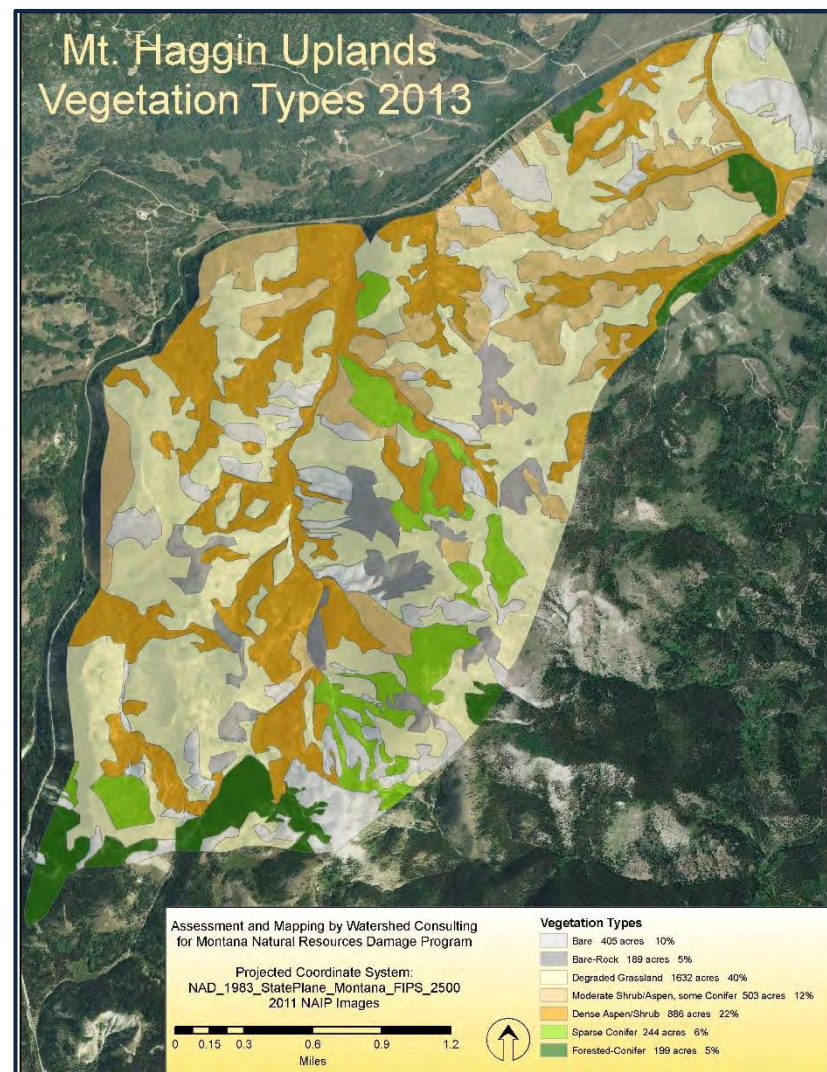 Mt. Haggin Uplands
Vegetation Types 2013
Assessment and Mapping by Watershed Consulting
for Montana Natural Resources Damage Program
Projected Coordinate System:
NAD_1983_StatePlane_Montana_FIPS_2500
2011 NAIP Images
0 0.15 0.3 0.6 0.9 1.2
Miles
Vegetation Types
Bare 405 acres 10%
Bare-Rock 189 acres 5%
Degraded Grassland 1632 acres 40%
Moderate Shrub/Aspen, some Conifer 503 acres 12%
Dense Aspen/Shrub 886 acres 22%
Sparse Conifer 244 acres 6%
Forested-Conifer 199 acres 5%